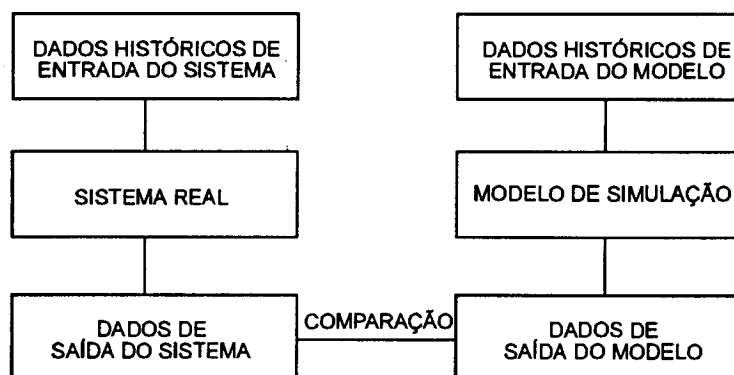 DADOS HISTÓRICOS DE
ENTRADA DO SISTEMA
DADOS HISTÓRICOS DE
ENTRADA DO MODELO
SISTEMA REAL
MODELO DE SIMULAÇÃO
DADOS DE
SAÍDA DO SISTEMA
COMPARAÇÃO
DADOS DE
SAÍDA DO MODELO